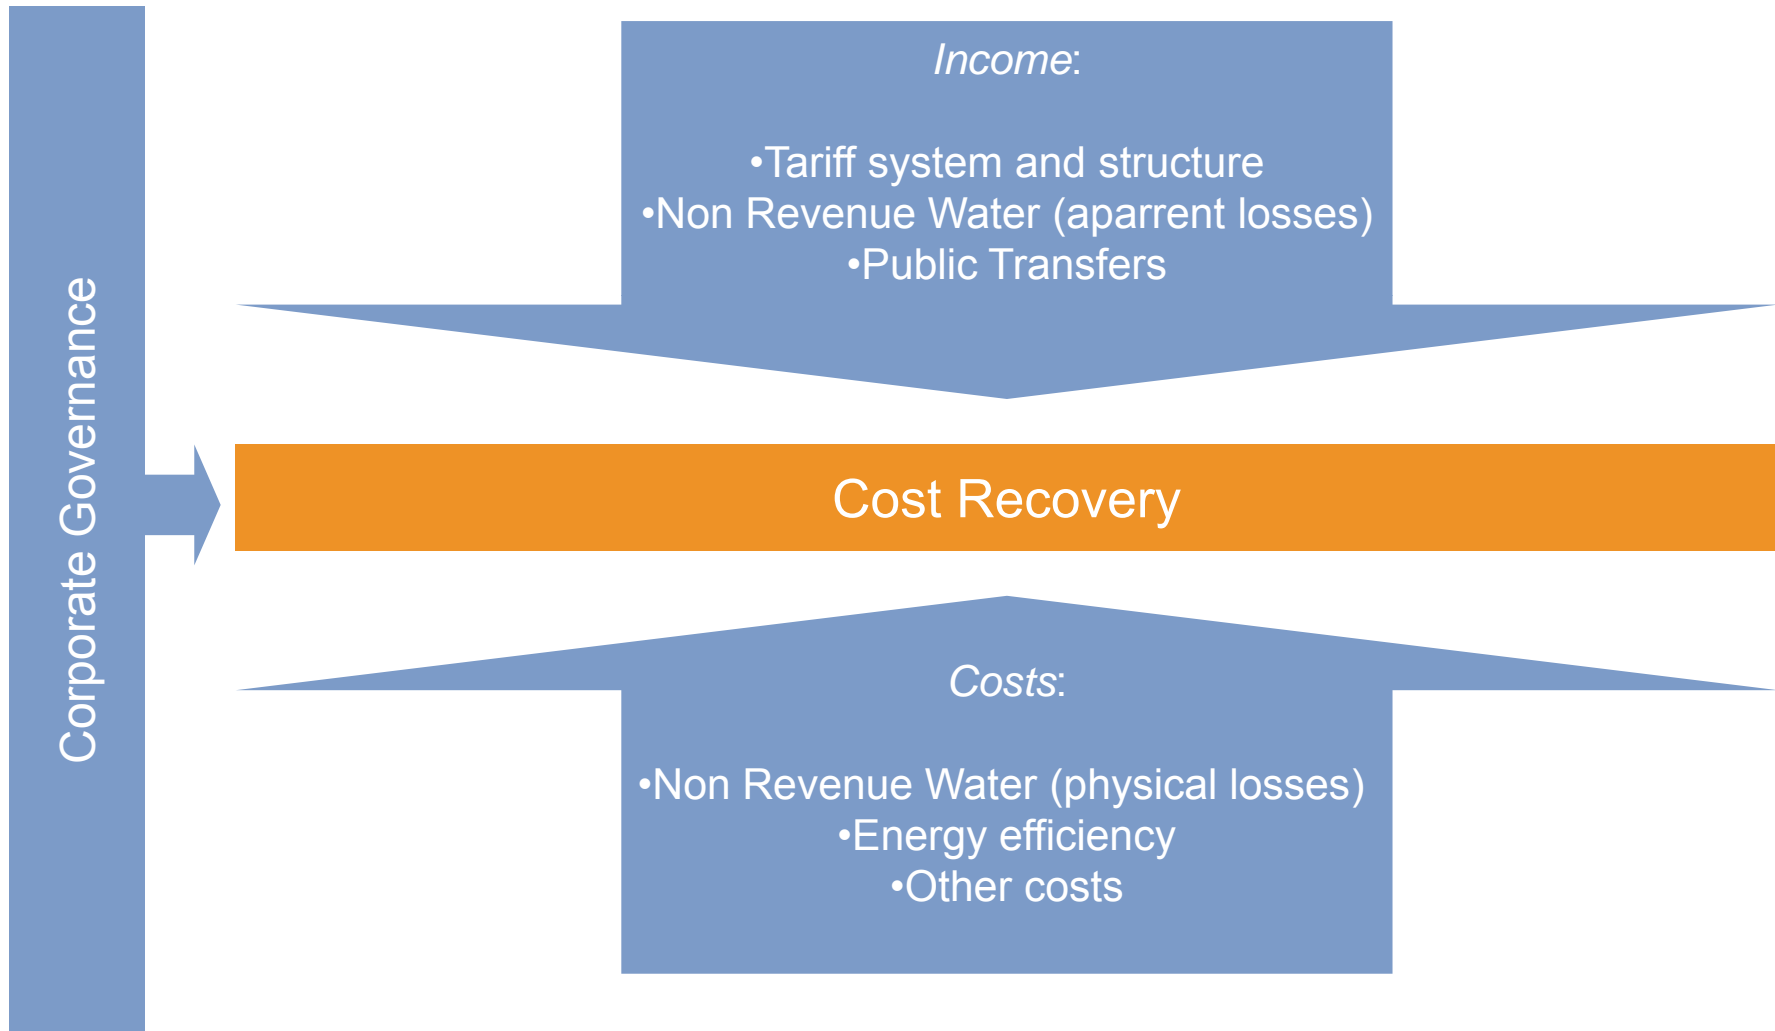 Corporate Governance
Income:
•Tariff system and structure
•Non Revenue Water (aparrent losses)
•Public Transfers
Cost Recovery
Costs:
•Non Revenue Water (physical losses)
•Energy efficiency
•Other costs